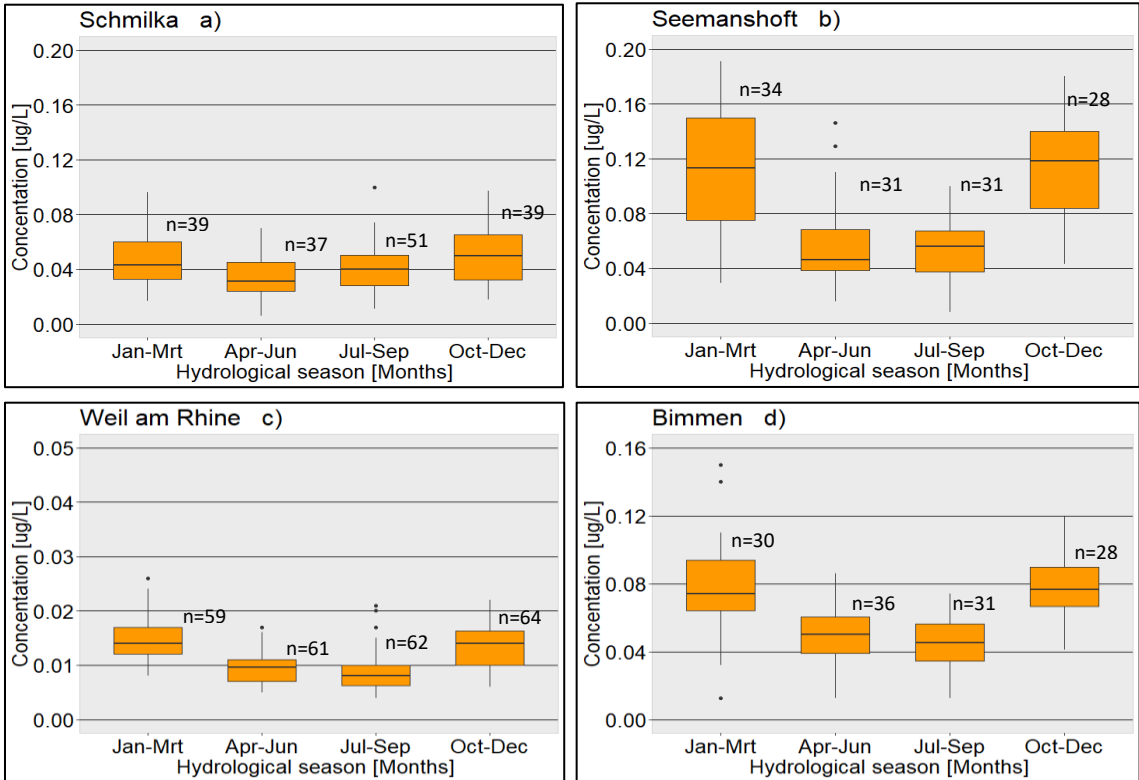 Schmilka a)
Concentation [ug/L]
0.20
0.16
0.12
0.08
0.04
0.00
n=39
n=37
n=51
n=39
Jan-Mrt Apr-Jun Jul-Sep Oct-Dec
Hydrological season [Months]
Seemanshoft b)
Concentation [ug/L]
0.20
0.16
0.12
0.08
0.04
0.00
n=34
n=31
n=31
n=28
Jan-Mrt Apr-Jun Jul-Sep Oct-Dec
Hydrological season [Months]
Weil am Rhine c)
Concentation [ug/L]
0.05
0.04
0.03
0.02
0.01
0.00
n=59
n=61
n=62
n=64
Jan-Mrt Apr-Jun Jul-Sep Oct-Dec
Hydrological season [Months]
Bimmen d)
Concentation [ug/L]
0.16
0.12
0.08
0.04
0.00
n=30
n=36
n=31
n=28
Jan-Mrt Apr-Jun Jul-Sep Oct-Dec
Hydrological season [Months]